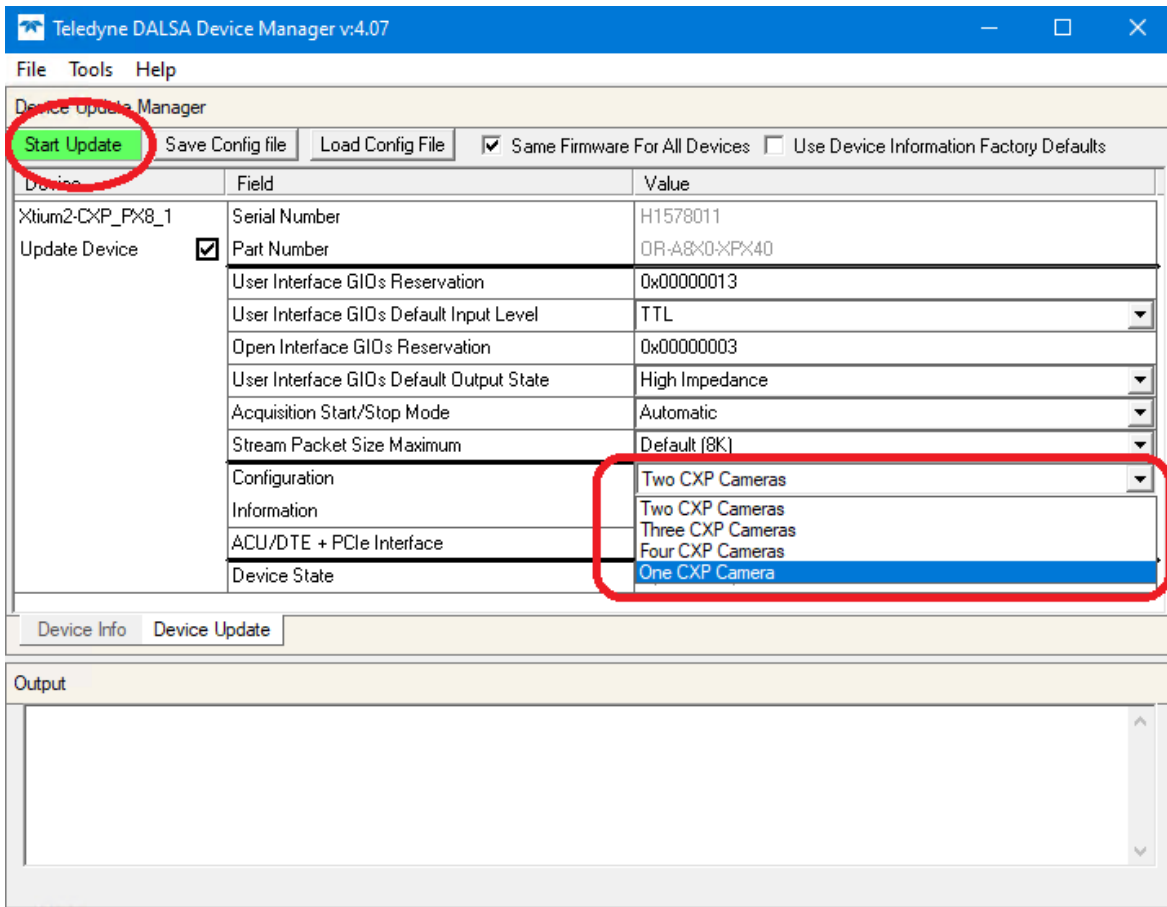 Teledyne DALSA Device Manager v:4.07
File Tools Help
Device Update Manager
Start Update Save Config file Load Config File Same Firmware For All Devices Use Device Information Factory Defaults
Device Field Value
Xtium2-CXP_PX8_1 Serial Number H1578011
Update Device Part Number OR-A8X0-XPX40
User Interface GIOs Reservation 0x00000013
User Interface GIOs Default Input Level TTL
Open Interface GIOs Reservation 0x00000003
User Interface GIOs Default Output State High Impedance
Acquisition Start/Stop Mode Automatic
Stream Packet Size Maximum Default (8K)
Configuration Two CXP Cameras
Information Two CXP Cameras
Three CXP Cameras
ACU/DTE + PCIe Interface Four CXP Cameras
Device State One CXP Camera
Device Info Device Update
Output